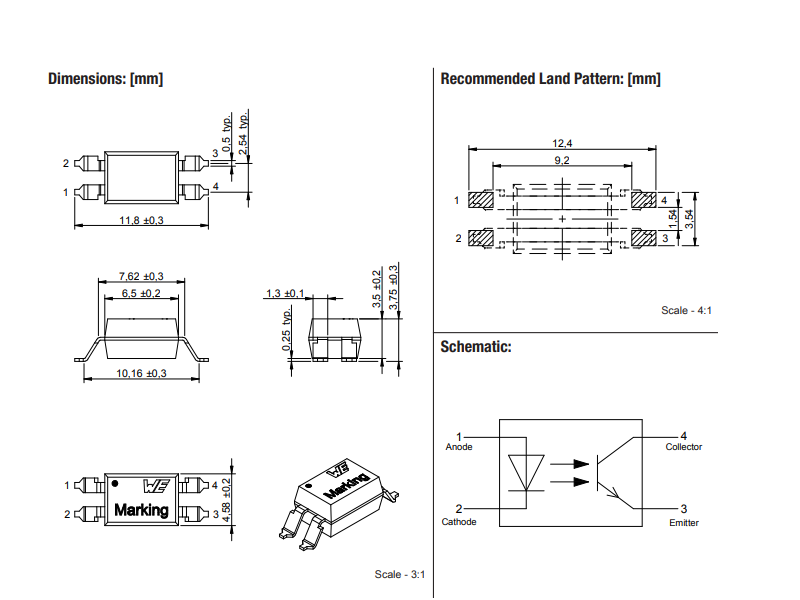 Dimensions: [mm]
2
1
3
4
0,5 typ.
2,54 typ.
11,8 ±0,3
7,62 ±0,3
6,5 ±0,2
10,16 ±0,3
1,3 ±0,1
0,25 typ.
3,5 ±0,2
3,75 ±0,3
1
2
WE
Marking
4
3
4,58 ±0,2
WE
Marking
Scale - 3:1
Recommended Land Pattern: [mm]
12,4
9,2
1
2
4
3
1,54
3,54
Scale - 4:1
Schematic:
1
Anode
2
Cathode
4
Collector
3
Emitter